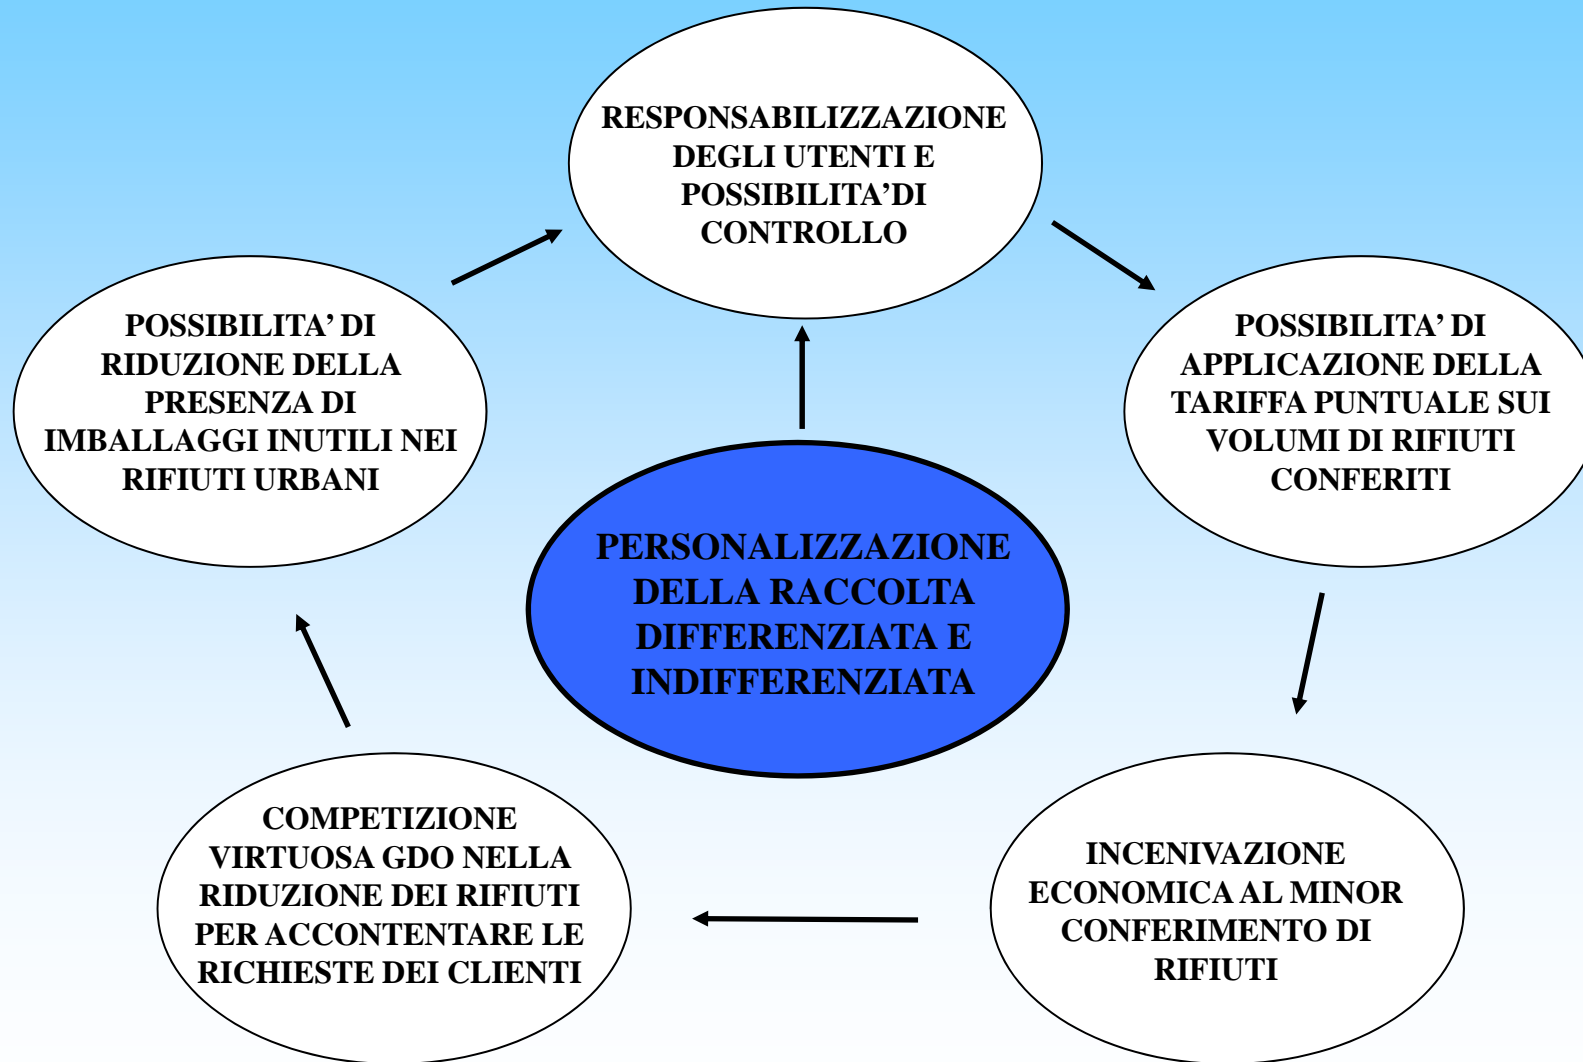 RESPONSABILIZZAZIONE
DEGLI UTENTI E
POSSIBILITA’DI
CONTROLLO
POSSIBILITA’ DI
RIDUZIONE DELLA
PRESENZA DI
IMBALLAGGI INUTILI NEI
RIFIUTI URBANI
POSSIBILITA’ DI
APPLICAZIONE DELLA
TARIFFA PUNTUALE SUI
VOLUMI DI RIFIUTI
CONFERITI
PERSONALIZZAZIONE
DELLA RACCOLTA
DIFFERENZIATA E
INDIFFERENZIATA
COMPETIZIONE
VIRTUOSA GDO NELLA
RIDUZIONE DEI RIFIUTI
PER ACCONTENTARE LE
RICHIESTE DEI CLIENTI
INCENIVAZIONE
ECONOMICA AL MINOR
CONFERIMENTO DI
RIFIUTI